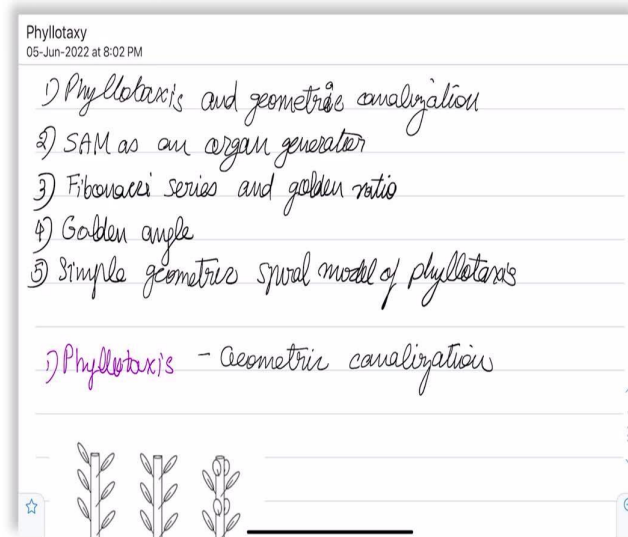 Phyllotaxy
05-Jun-2022 at 8:02 PM
1) Phyllotaxis and geometric canalization
2) SAM as an organ generator
3) Fibonacci series and golden ratio
4) Golden angle
5) Simple geometric spiral model of phyllotaxis
1) Phyllotaxis - Geometric canalization